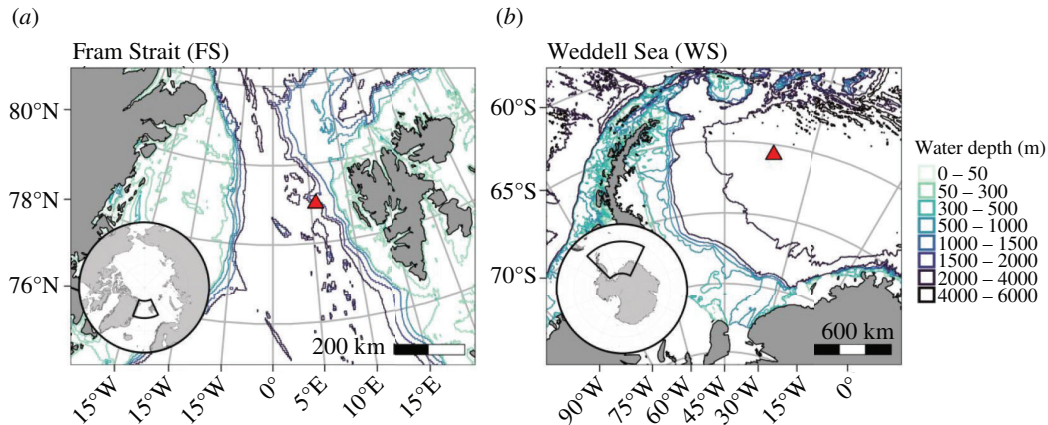 (a)
Fram Strait (FS)
80°N
78°N
76°N
200 km
15°W
15°W
15°W
0°
5°E
10°E
15°E
(b)
Weddell Sea (WS)
60°S
65°S
70°S
600 km
90°W
75°W
60°W
45°W
30°W
0°
Water depth (m)
0 – 50
50 – 300
300 – 500
500 – 1000
1000 – 1500
1500 – 2000
2000 – 4000
4000 – 6000